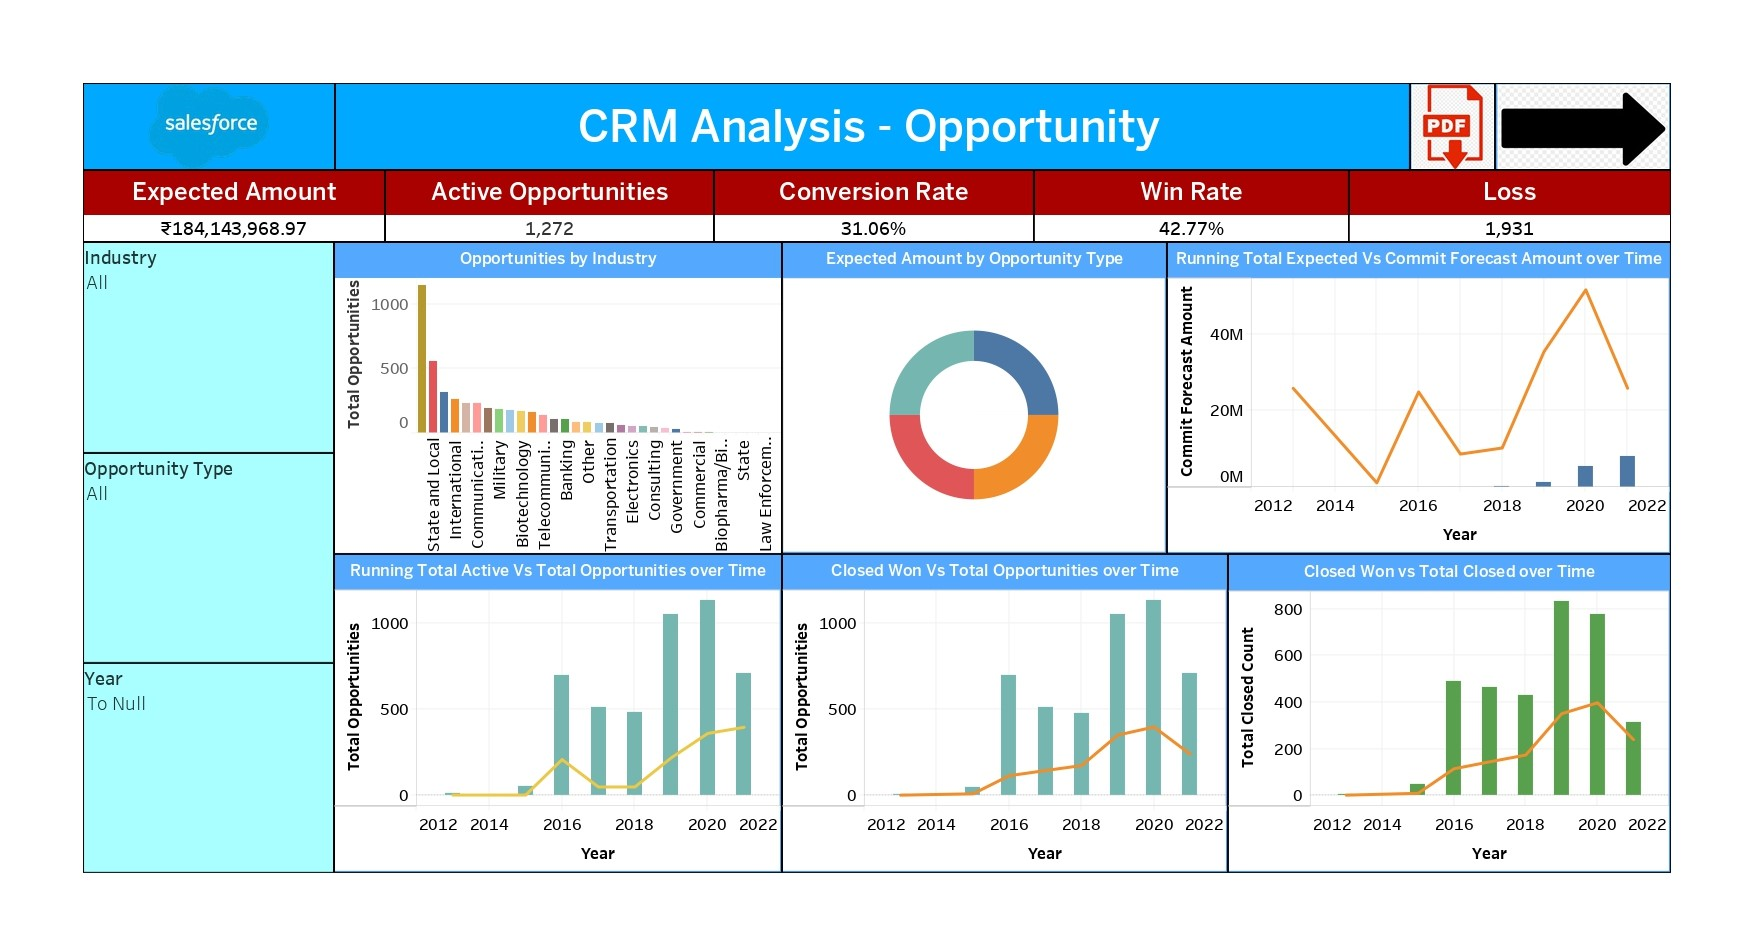 salesforce
CRM Analysis - Opportunity
PDF
Expected Amount
Active Opportunities
Conversion Rate
Win Rate
Loss
₹184,143,968.97
1,272
31.06%
42.77%
1,931
Industry
All
Opportunity Type
All
Year
To Null
Opportunities by Industry
Total Opportunities
1000
500
0
State and Local
International
Communicati..
Military
Biotechnology
Telecommuni..
Banking
Other
Transportation
Electronics
Consulting
Government
Commercial
Biopharma/Bi..
State
Law Enforcem..
Expected Amount by Opportunity Type
Running Total Expected Vs Commit Forecast Amount over Time
Commit Forecast Amount
40M
20M
0M
2012 2014 2016 2018 2020 2022
Year
Running Total Active Vs Total Opportunities over Time
Total Opportunities
1000
500
0
2012 2014 2016 2018 2020 2022
Year
Closed Won Vs Total Opportunities over Time
Total Opportunities
1000
500
0
2012 2014 2016 2018 2020 2022
Year
Closed Won vs Total Closed over Time
Total Closed Count
800
600
400
200
0
2012 2014 2016 2018 2020 2022
Year